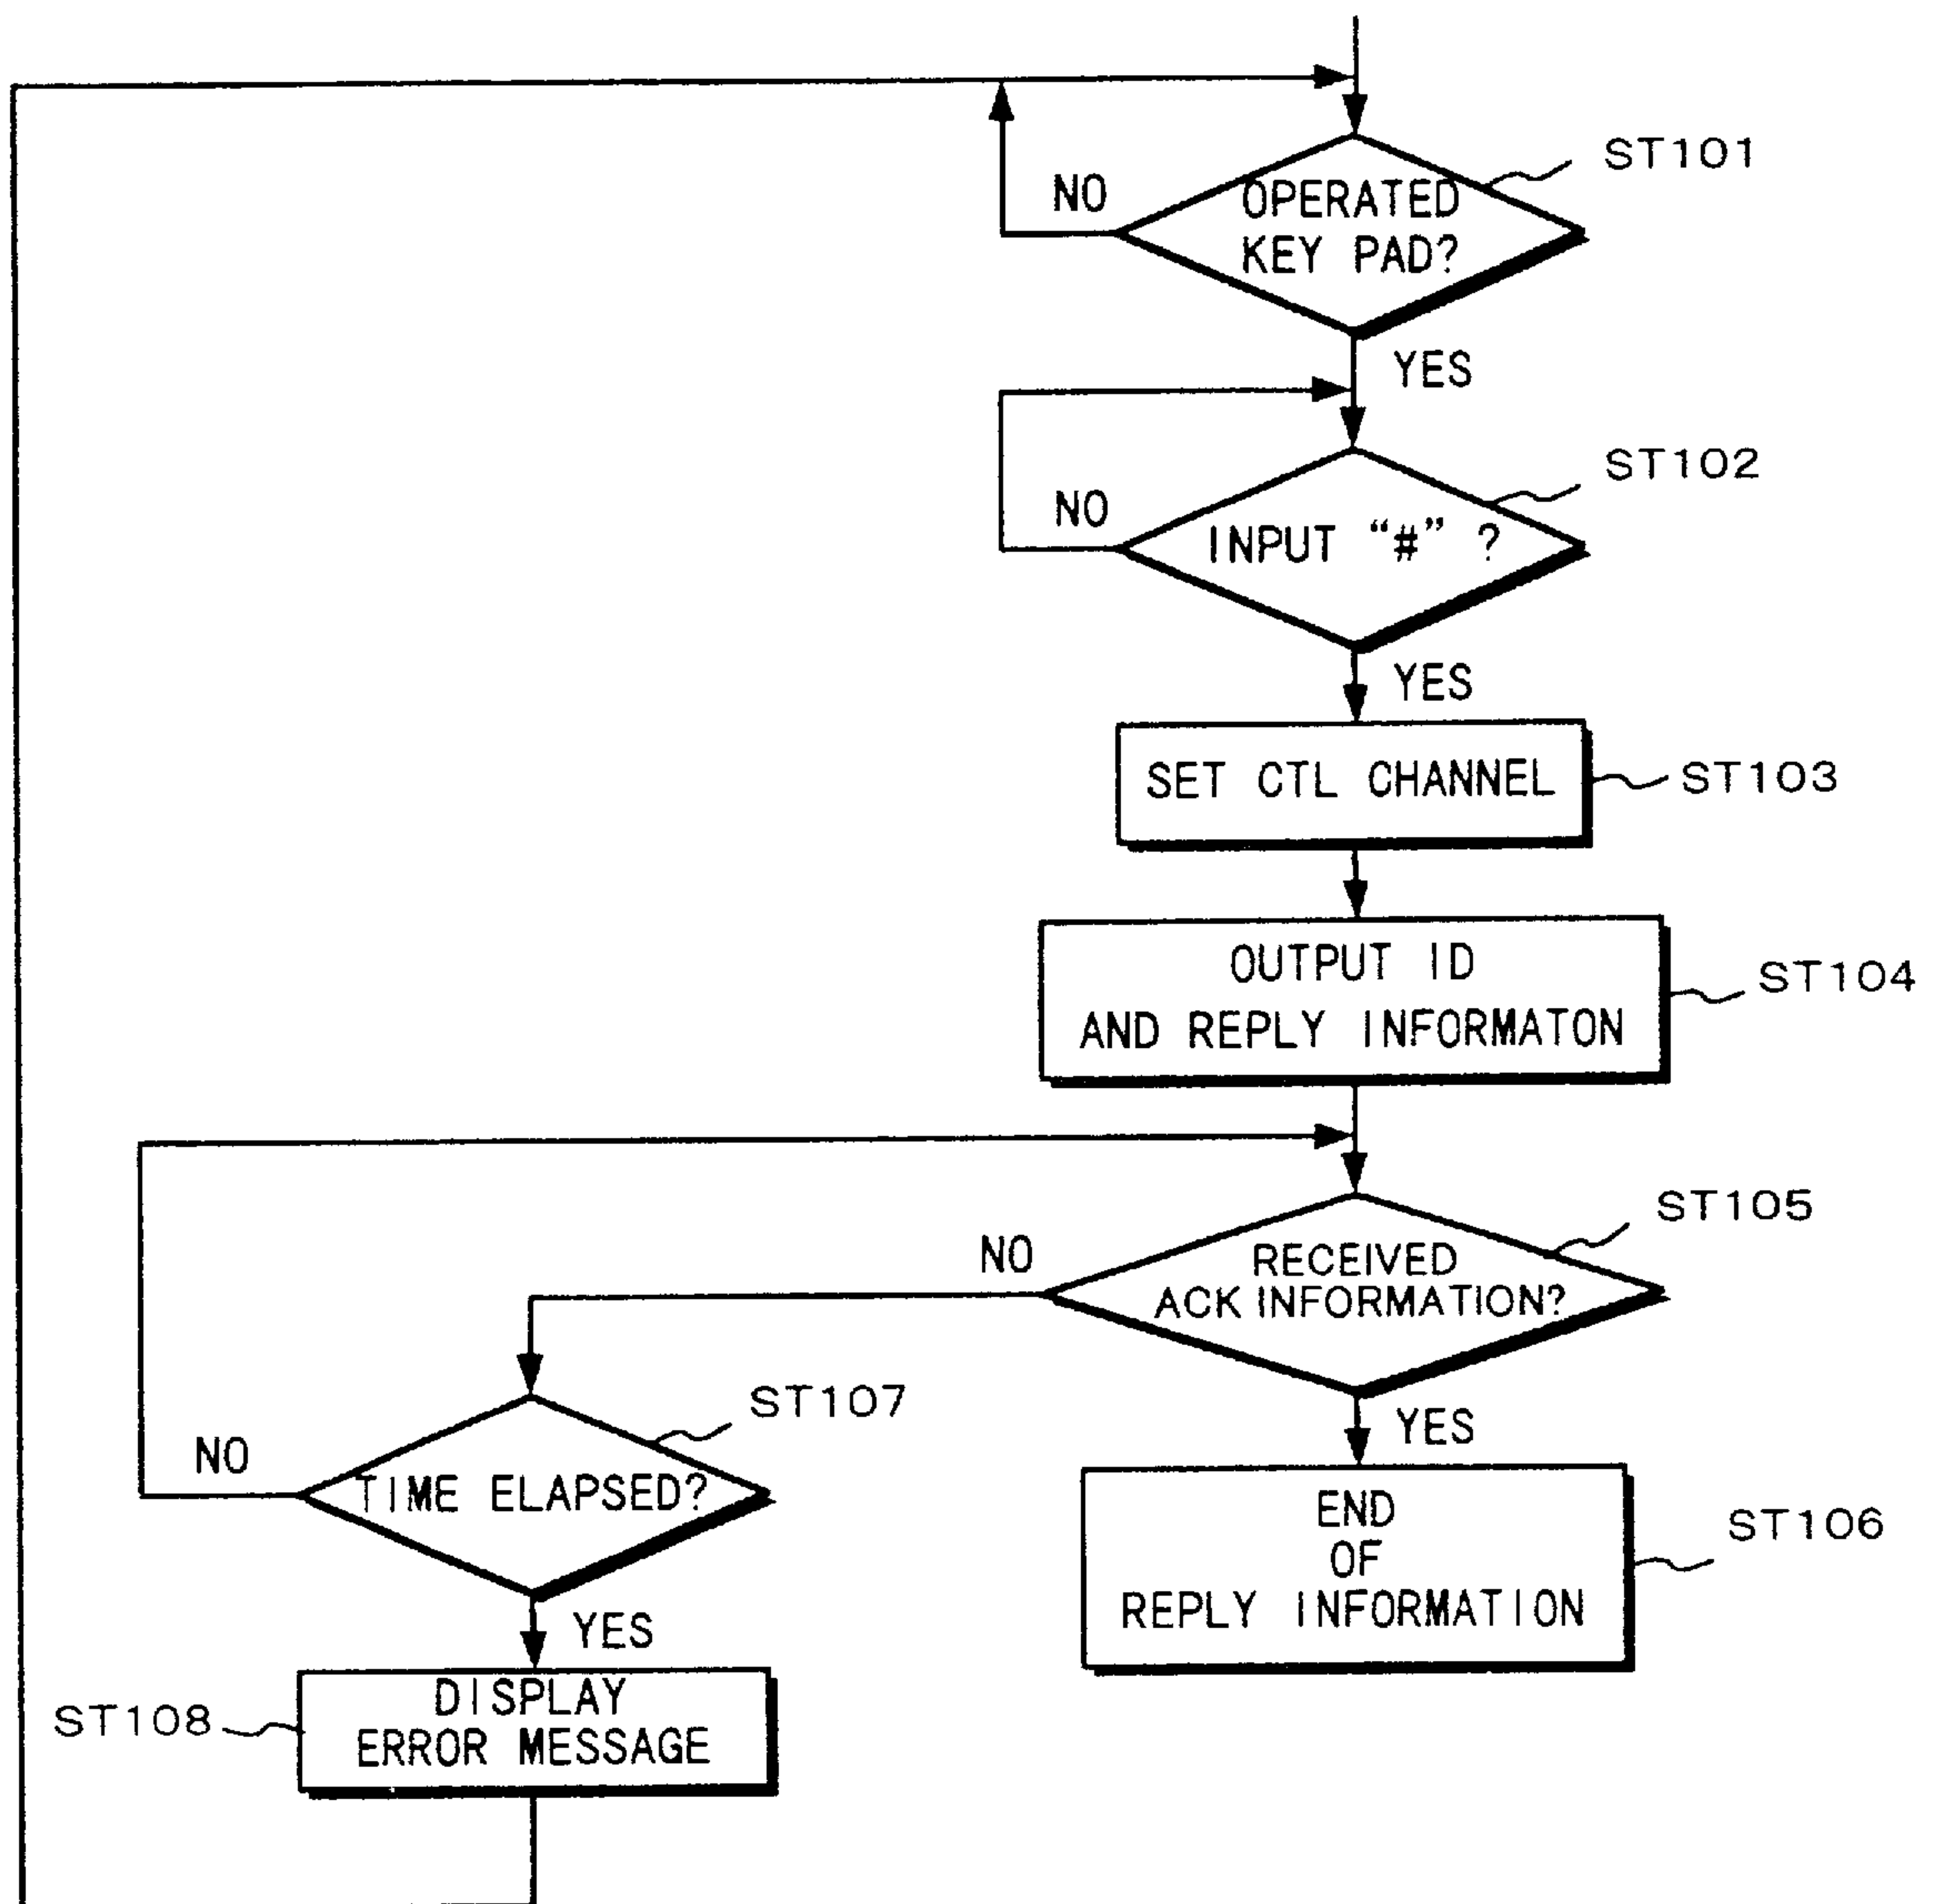 ST101
NO
OPERATED
KEY PAD?
YES
ST102
NO
INPUT “#” ?
YES
SET CTL CHANNEL
ST103
OUTPUT ID
AND REPLY INFORMATON
ST104
ST105
NO
RECEIVED
ACK INFORMATION?
YES
ST107
NO
TIME ELAPSED?
YES
END
OF
REPLY INFORMATION
ST106
DISPLAY
ERROR MESSAGE
ST108